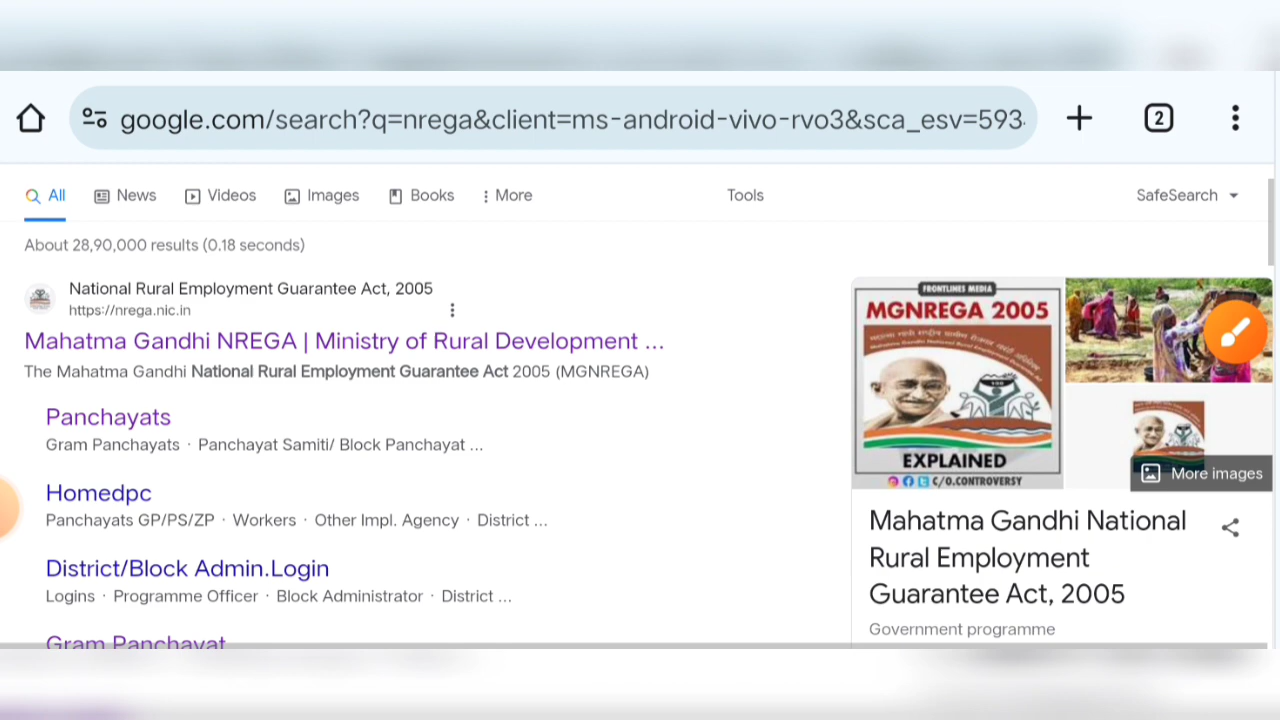 google.com/search?q=nrega&client=ms-android-vivo-rvo3&sca_esv=593
2
All
News
Videos
Images
Books
More
Tools
SafeSearch
About 28,90,000 results (0.18 seconds)
National Rural Employment Guarantee Act, 2005
https://nrega.nic.in
Mahatma Gandhi NREGA | Ministry of Rural Development ...
The Mahatma Gandhi National Rural Employment Guarantee Act 2005 (MGNREGA)
Panchayats
Gram Panchayats · Panchayat Samiti/ Block Panchayat ...
Homedpc
Panchayats GP/PS/ZP · Workers · Other Impl. Agency · District ...
District/Block Admin.Login
Logins · Programme Officer · Block Administrator · District ...
Gram Panchayat
FRONTLINES MEDIA
MGNREGA 2005
EXPLAINED
C/O.CONTROVERSY
More images
Mahatma Gandhi National
Rural Employment
Guarantee Act, 2005
Government programme